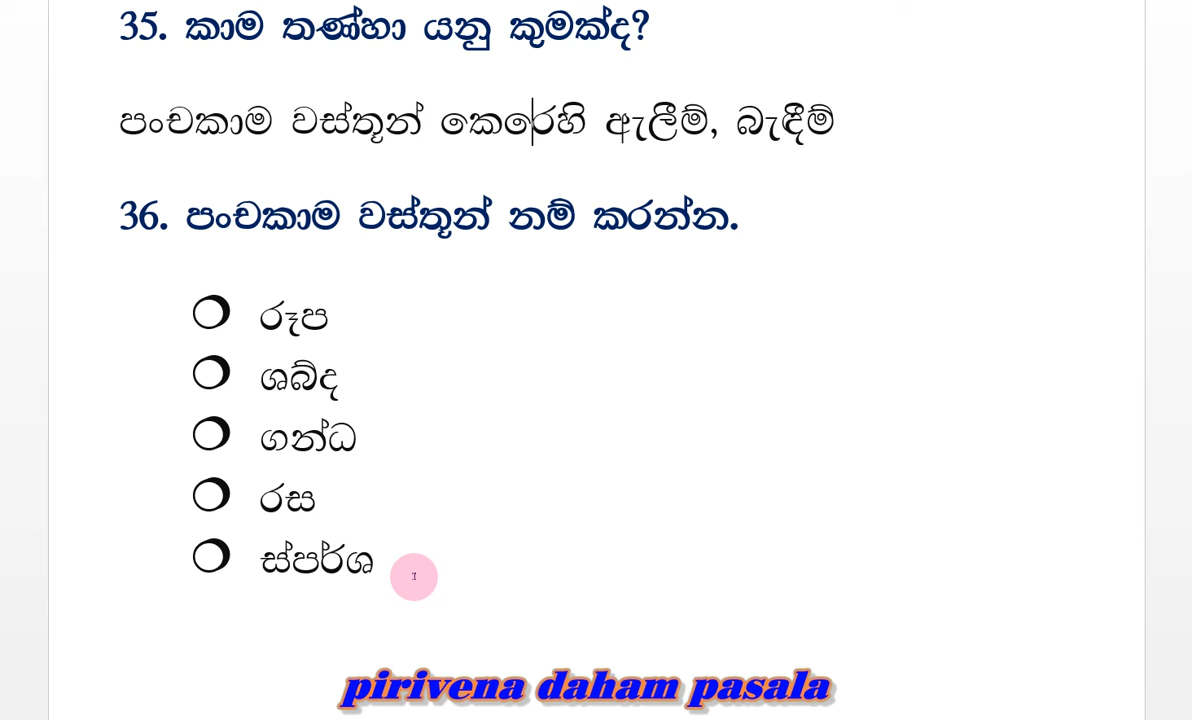 35. කාම තණ්හා යනු කුමක්ද?
පංචකාම වස්තූන් කෙරෙහි ඇලීම්, බැඳීම්
36. පංචකාම වස්තූන් නම් කරන්න.
රූප
ශබ්ද
ගන්ධ
රස
ස්පර්ශ
pirivena daham pasala